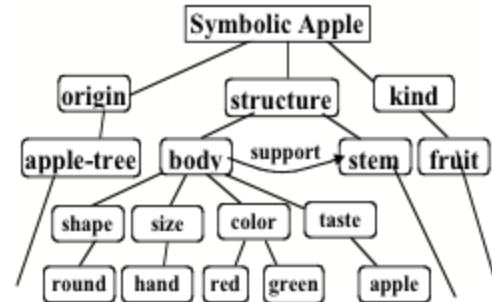 Symbolic Apple
origin structure kind
apple-tree body support stem fruit
shape size color taste
round hand red green apple